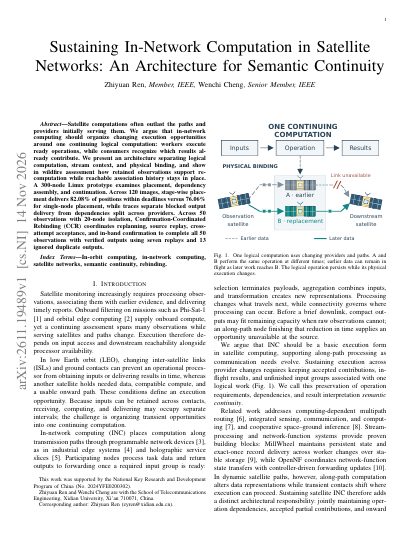 1
Sustaining In-Network Computation in Satellite
Networks: An Architecture for Semantic Continuity
Zhiyuan Ren, Member, IEEE, Wenchi Cheng, Senior Member, IEEE
arXiv:2611.19489v1 [cs.NI] 14 Nov 2026
Abstract—Satellite computations often outlast the paths and
providers initially serving them. We argue that in-network
computing should organize changing execution opportunities
around one continuing logical computation: workers execute
ready operations, while consumers recognize which results al-
ready contribute. We present an architecture separating logical
computation, stream context, and physical binding, and show
in wildfire assessment how retained observations support re-
execution while reachable association history stays in place.
A 300-node Linux prototype examines placement, dependency
assembly, and continuation. Across 120 images, stage-wise place-
ment delivers 82.08% of positions within deadlines versus 76.06%
for single-node placement, while traces separate blocked output
delivery from dependencies split across providers. Across 50
observations with 20-node isolation, Confirmation-Coordinated
Rebinding (CCR) coordinates replanning, source replay, cross-
attempt acceptance, and in-band confirmation to complete all 50
observations with verified outputs using seven replays and 13
ignored duplicate outputs.
Index Terms—In-orbit computing, in-network computing,
satellite networks, semantic continuity, rebinding.
I. Introduction
Satellite monitoring increasingly requires processing obser-
vations, associating them with earlier evidence, and delivering
timely reports. Onboard filtering on missions such as Phi-Sat-1
[1] and orbital edge computing [2] supply onboard compute,
yet a continuing assessment spans many observations while
serving satellites and paths change. Execution therefore de-
pends on input access and downstream reachability alongside
processor availability.
In low Earth orbit (LEO), changing inter-satellite links
(ISLs) and ground contacts can prevent an operational proces-
sor from obtaining inputs or delivering results in time, whereas
another satellite holds needed data, compatible compute, and
a usable onward path. These conditions define an execution
opportunity. Because inputs can be retained across contacts,
receiving, computing, and delivering may occupy separate
intervals; the challenge is organizing transient opportunities
into one continuing computation.
In-network computing (INC) places computation along
transmission paths through programmable network devices [3],
as in industrial edge systems [4] and holographic service
slices [5]. Participating nodes process task data and return
outputs to forwarding once a required input group is ready:
This work was supported by the National Key Research and Development
Program of China (No. 2024YFE0200302).
Zhiyuan Ren and Wenchi Cheng are with the School of Telecommunications
Engineering, Xidian University, Xi'an 710071, China.
Corresponding author: Zhiyuan Ren (zyren@xidian.edu.cn).
ONE CONTINUING
COMPUTATION
Inputs
Operation
Results
PHYSICAL BINDING
Link unavailable
A · earlier
B · replacement
Observation
satellite
Downstream
satellite
Earlier data
Later data
Fig. 1. One logical computation using changing providers and paths. A and
B perform the same operation at different times; earlier data can remain in
flight as later work reaches B. The logical operation persists while its physical
execution changes.
selection terminates payloads, aggregation combines inputs,
and transformation creates new representations. Processing
changes what travels next, while connectivity governs where
processing can occur. Before a brief downlink, compact out-
puts may fit remaining capacity when raw observations cannot;
an along-path node finishing that reduction in time supplies an
opportunity unavailable at the source.
We argue that INC should be a basic execution form
in satellite computing, supporting along-path processing as
communication needs evolve. Sustaining execution across
provider changes requires keeping accepted contributions, in-
flight results, and unfinished input groups associated with one
logical work (Fig. 1). We call this preservation of operation
requirements, dependencies, and result interpretation semantic
continuity.
Related work addresses computing-dependent multipath
routing [6], integrated sensing, communication, and comput-
ing [7], and cooperative space-ground inference [8]. Stream-
processing and network-service systems provide proven
building blocks: MillWheel maintains persistent state and
exact-once record delivery across worker changes over sta-
ble storage [9], while OpenNF coordinates network-function
state transfers with controller-driven forwarding updates [10].
In dynamic satellite paths, however, along-path computation
alters data representations while transient contacts shift where
execution can proceed. Sustaining satellite INC therefore adds
a distinct architectural responsibility: jointly maintaining oper-
ation dependencies, accepted partial contributions, and onward